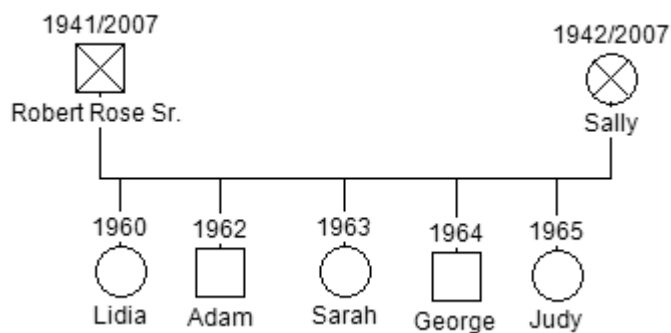 1941/2007
1942/2007
Robert Rose Sr.
Sally
1960
1962
1963
1964
1965
Lidia
Adam
Sarah
George
Judy